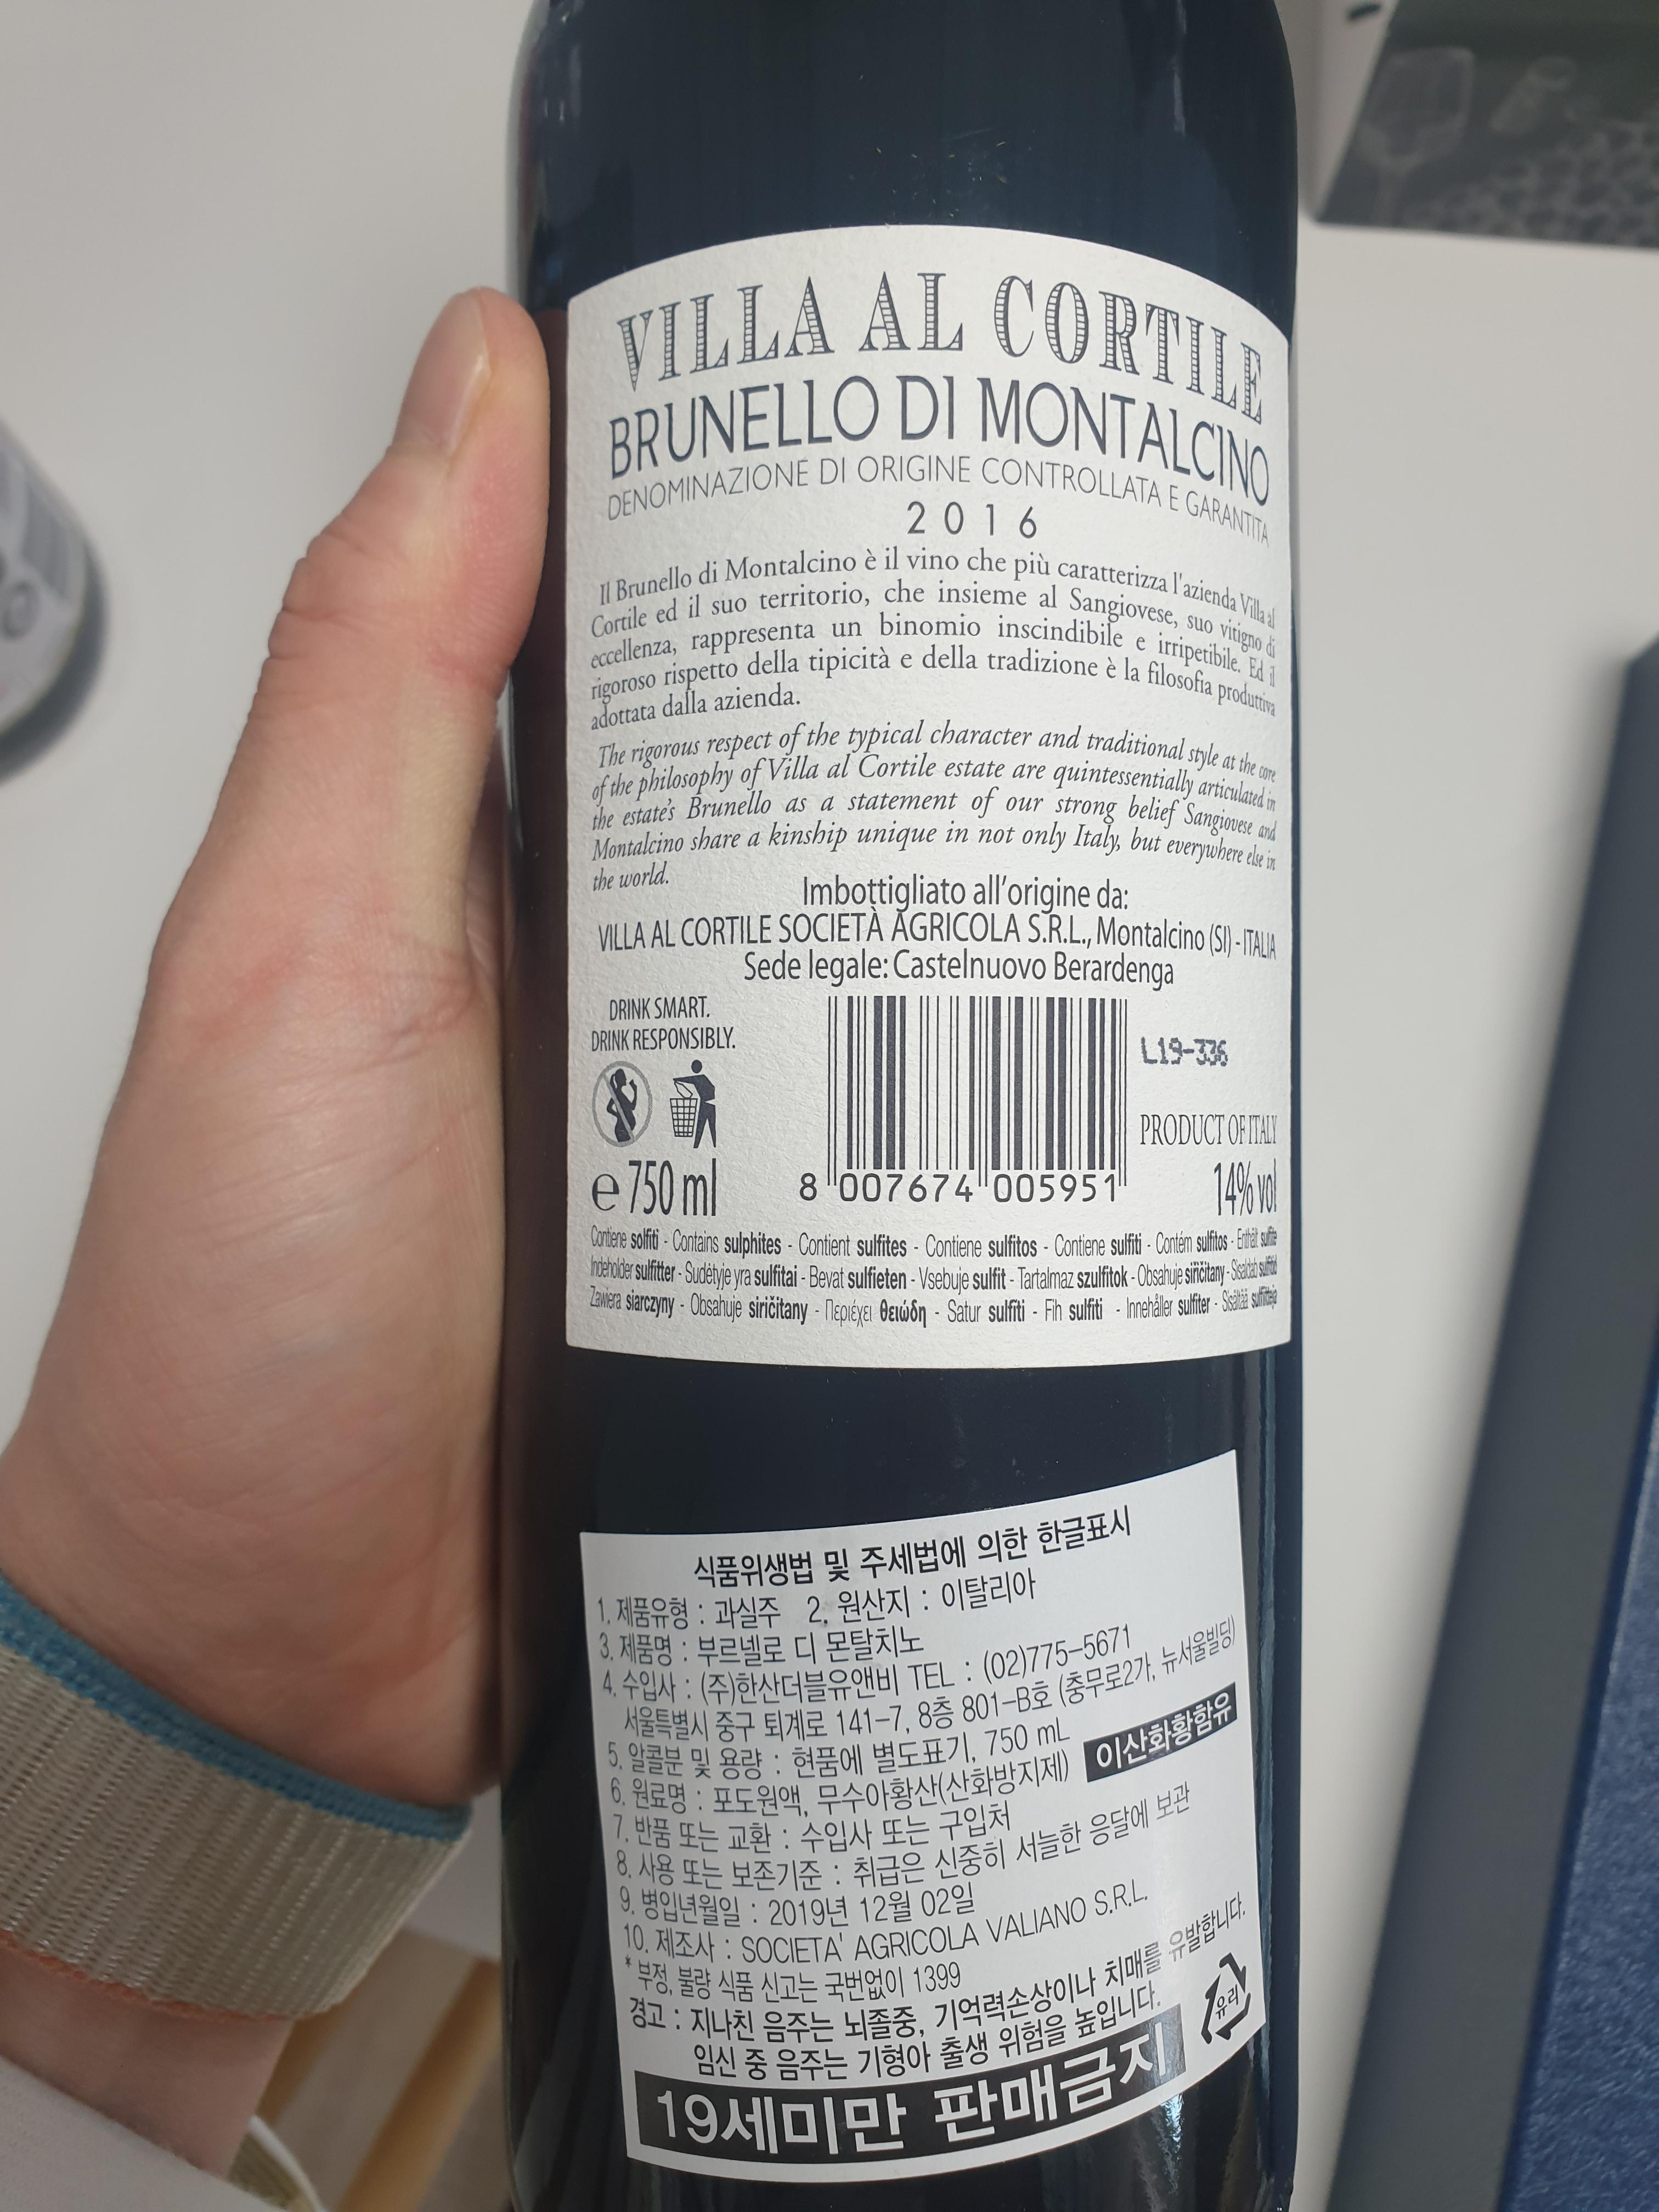 VILLA AL CORTILE
BRUNELLO DI MONTALCINO
DENOMINAZIONE DI ORIGINE CONTROLLATA E GARANTITA
2016
Il Brunello di Montalcino è il vino che più caratterizza l'azienda Villa al
Cortile ed il suo territorio, che insieme al Sangiovese, suo vitigno di
eccellenza, rappresenta un binomio inscindibile e irripetibile. Ed il
rigoroso rispetto della tipicità e della tradizione è la filosofia produttiva
adottata dalla azienda.
The rigorous respect of the typical character and traditional style at the core
of the philosophy of Villa al Cortile estate are quintessentially articulated in
the estate's Brunello as a statement of our strong belief Sangiovese and
Montalcino share a kinship unique in not only Italy, but everywhere else in
the world.
Imbottigliato all'origine da:
VILLA AL CORTILE SOCIETÀ AGRICOLA S.R.L., Montalcino (SI) - ITALIA
Sede legale: Castelnuovo Berardenga
DRINK SMART.
DRINK RESPONSIBLY.
L19-336
PRODUCT OF ITALY
e 750 ml
8 007674 005951
14% vol
Contiene solfiti - Contains sulphites - Contient sulfites - Contiene sulfitos - Contiene sulfiti - Contém sulfitos - Enthält sulfite
Indeholder sulfitter - Sudėtyje yra sulfitai - Bevat sulfieten - Vsebuje sulfit - Tartalmaz szulfitok - Obsahuje siřičitany - Sisaldab sulfitid
Zawiera siarczyny - Obsahuje siričitany - Περιέχει θειώδη - Satur sulfīti - Fih sulfiti - Innehåller sulfiter - Sisältää sulfiitteja
식품위생법 및 주세법에 의한 한글표시
1. 제품유형 : 과실주 2. 원산지 : 이탈리아
3. 제품명 : 부르넬로 디 몬탈치노
4. 수입사 : (주)한산더블유앤비 TEL : (02)775-5671
서울특별시 중구 퇴계로 141-7, 8층 801-B호 (충무로2가, 뉴서울빌딩)
5. 알콜분 및 용량 : 현품에 별도표기, 750 mL
6. 원료명 : 포도원액, 무수아황산(산화방지제) 이산화황함유
7. 반품 또는 교환 : 수입사 또는 구입처
8. 사용 또는 보존기준 : 취급은 신중히 서늘한 응달에 보관
9. 병입년월일 : 2019년 12월 02일
10. 제조사 : SOCIETA' AGRICOLA VALIANO S.R.L.
* 부정, 불량 식품 신고는 국번없이 1399
경고 : 지나친 음주는 뇌졸중, 기억력손상이나 치매를 유발합니다.
임신 중 음주는 기형아 출생 위험을 높입니다.
유리
19세미만 판매금지